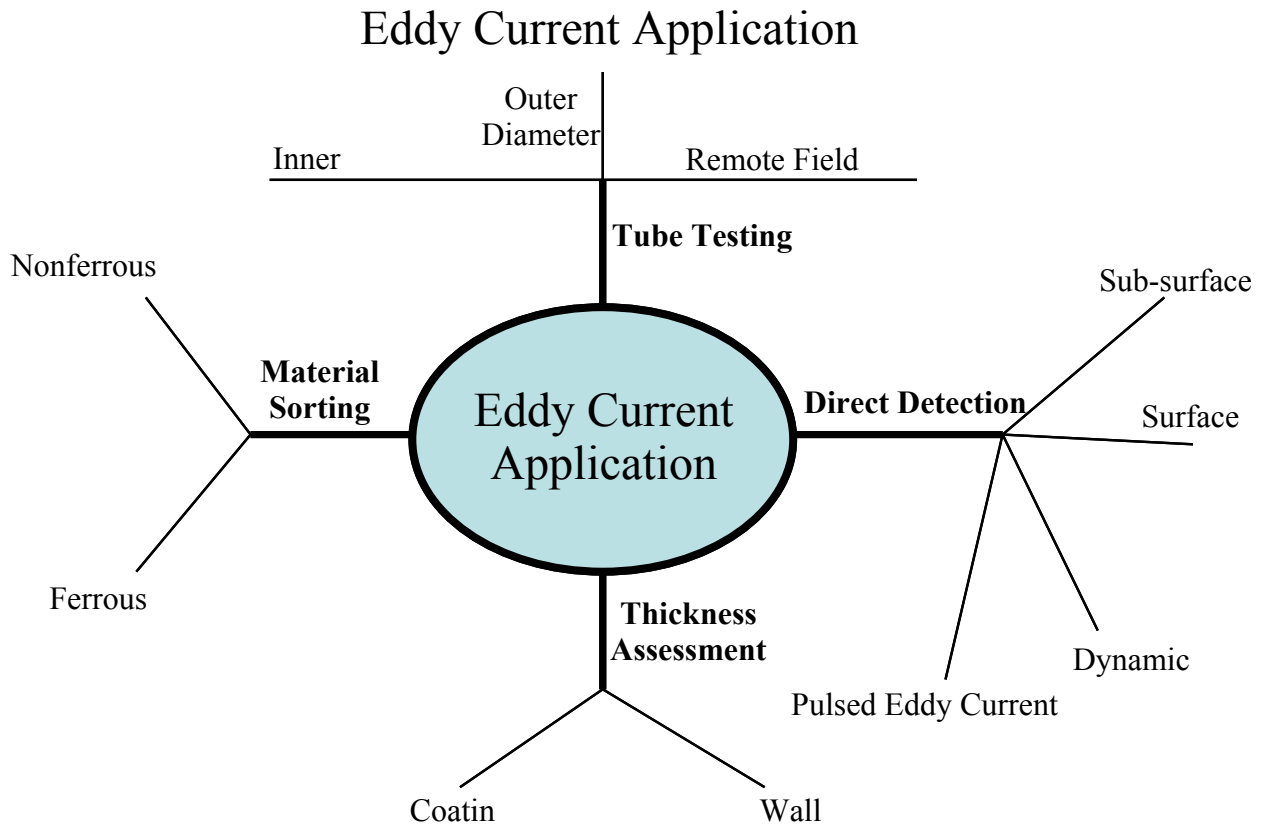 Eddy Current Application
Outer
Diameter
Inner
Remote Field
Tube Testing
Nonferrous
Sub-surface
Material
Sorting
Eddy Current
Application
Direct Detection
Surface
Ferrous
Thickness
Assessment
Dynamic
Pulsed Eddy Current
Coatin
Wall